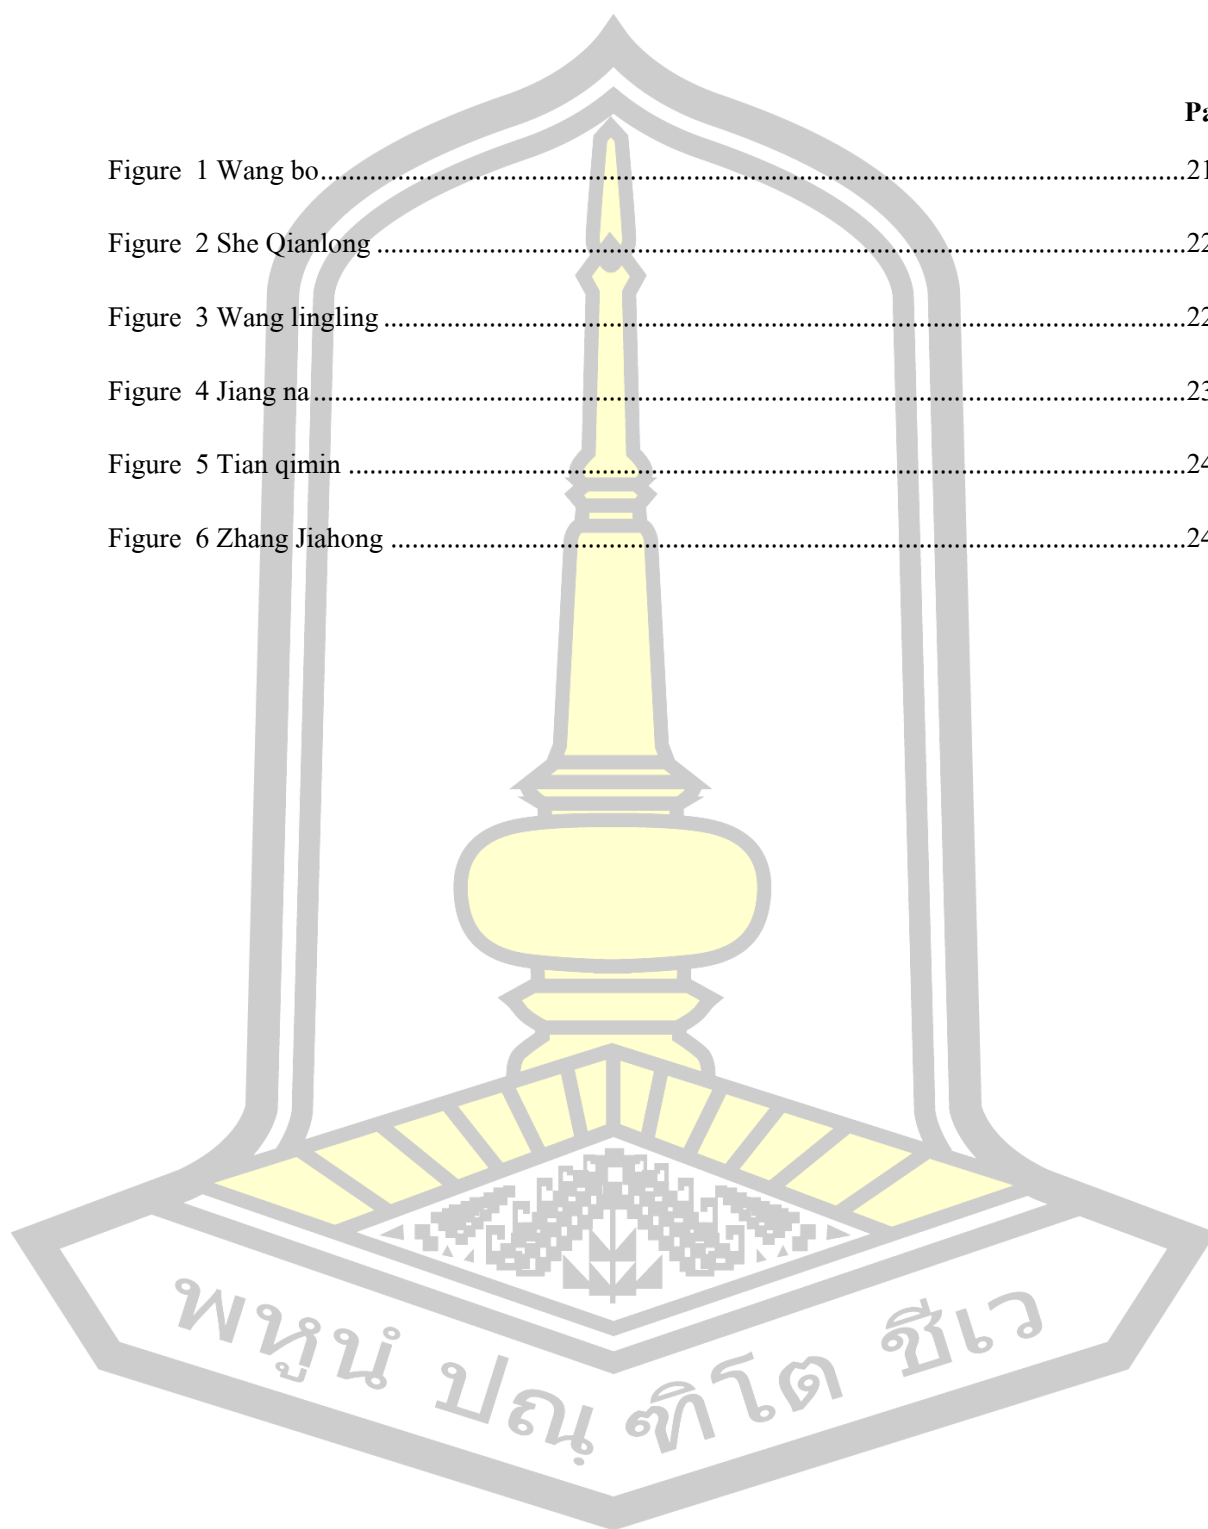 Pa
Figure 1 Wang bo...............................................................................................................................21
Figure 2 She Qianlong .......................................................................................................................22
Figure 3 Wang lingling ......................................................................................................................22
Figure 4 Jiang na ................................................................................................................................23
Figure 5 Tian qimin ...........................................................................................................................24
Figure 6 Zhang Jiahong .....................................................................................................................24
พหูนํ ปณฺฑิโต ชีเว